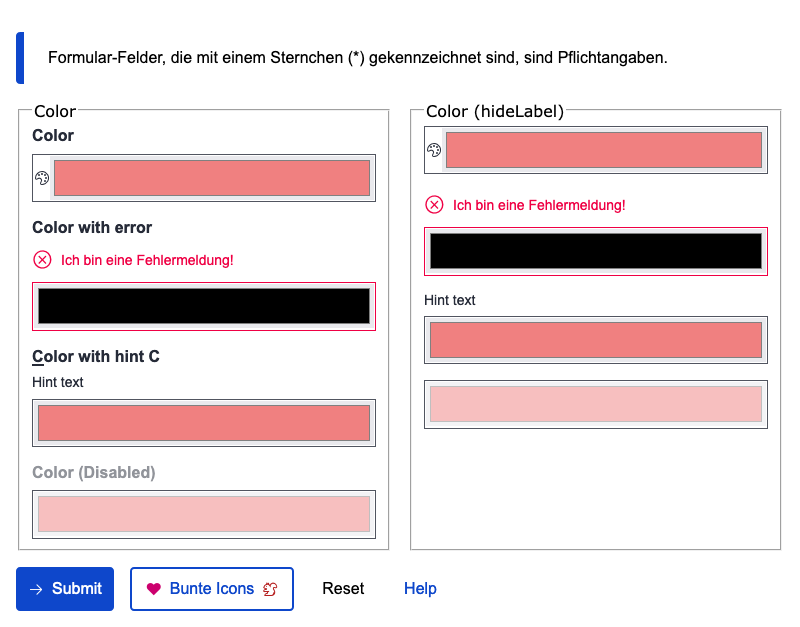 Formular-Felder, die mit einem Sternchen (*) gekennzeichnet sind, sind Pflichtangaben.
Color
Color
Color with error
Ich bin eine Fehlermeldung!
Color with hint C
Hint text
Color (Disabled)
Color (hideLabel)
Ich bin eine Fehlermeldung!
Hint text
Submit
Bunte Icons
Reset
Help